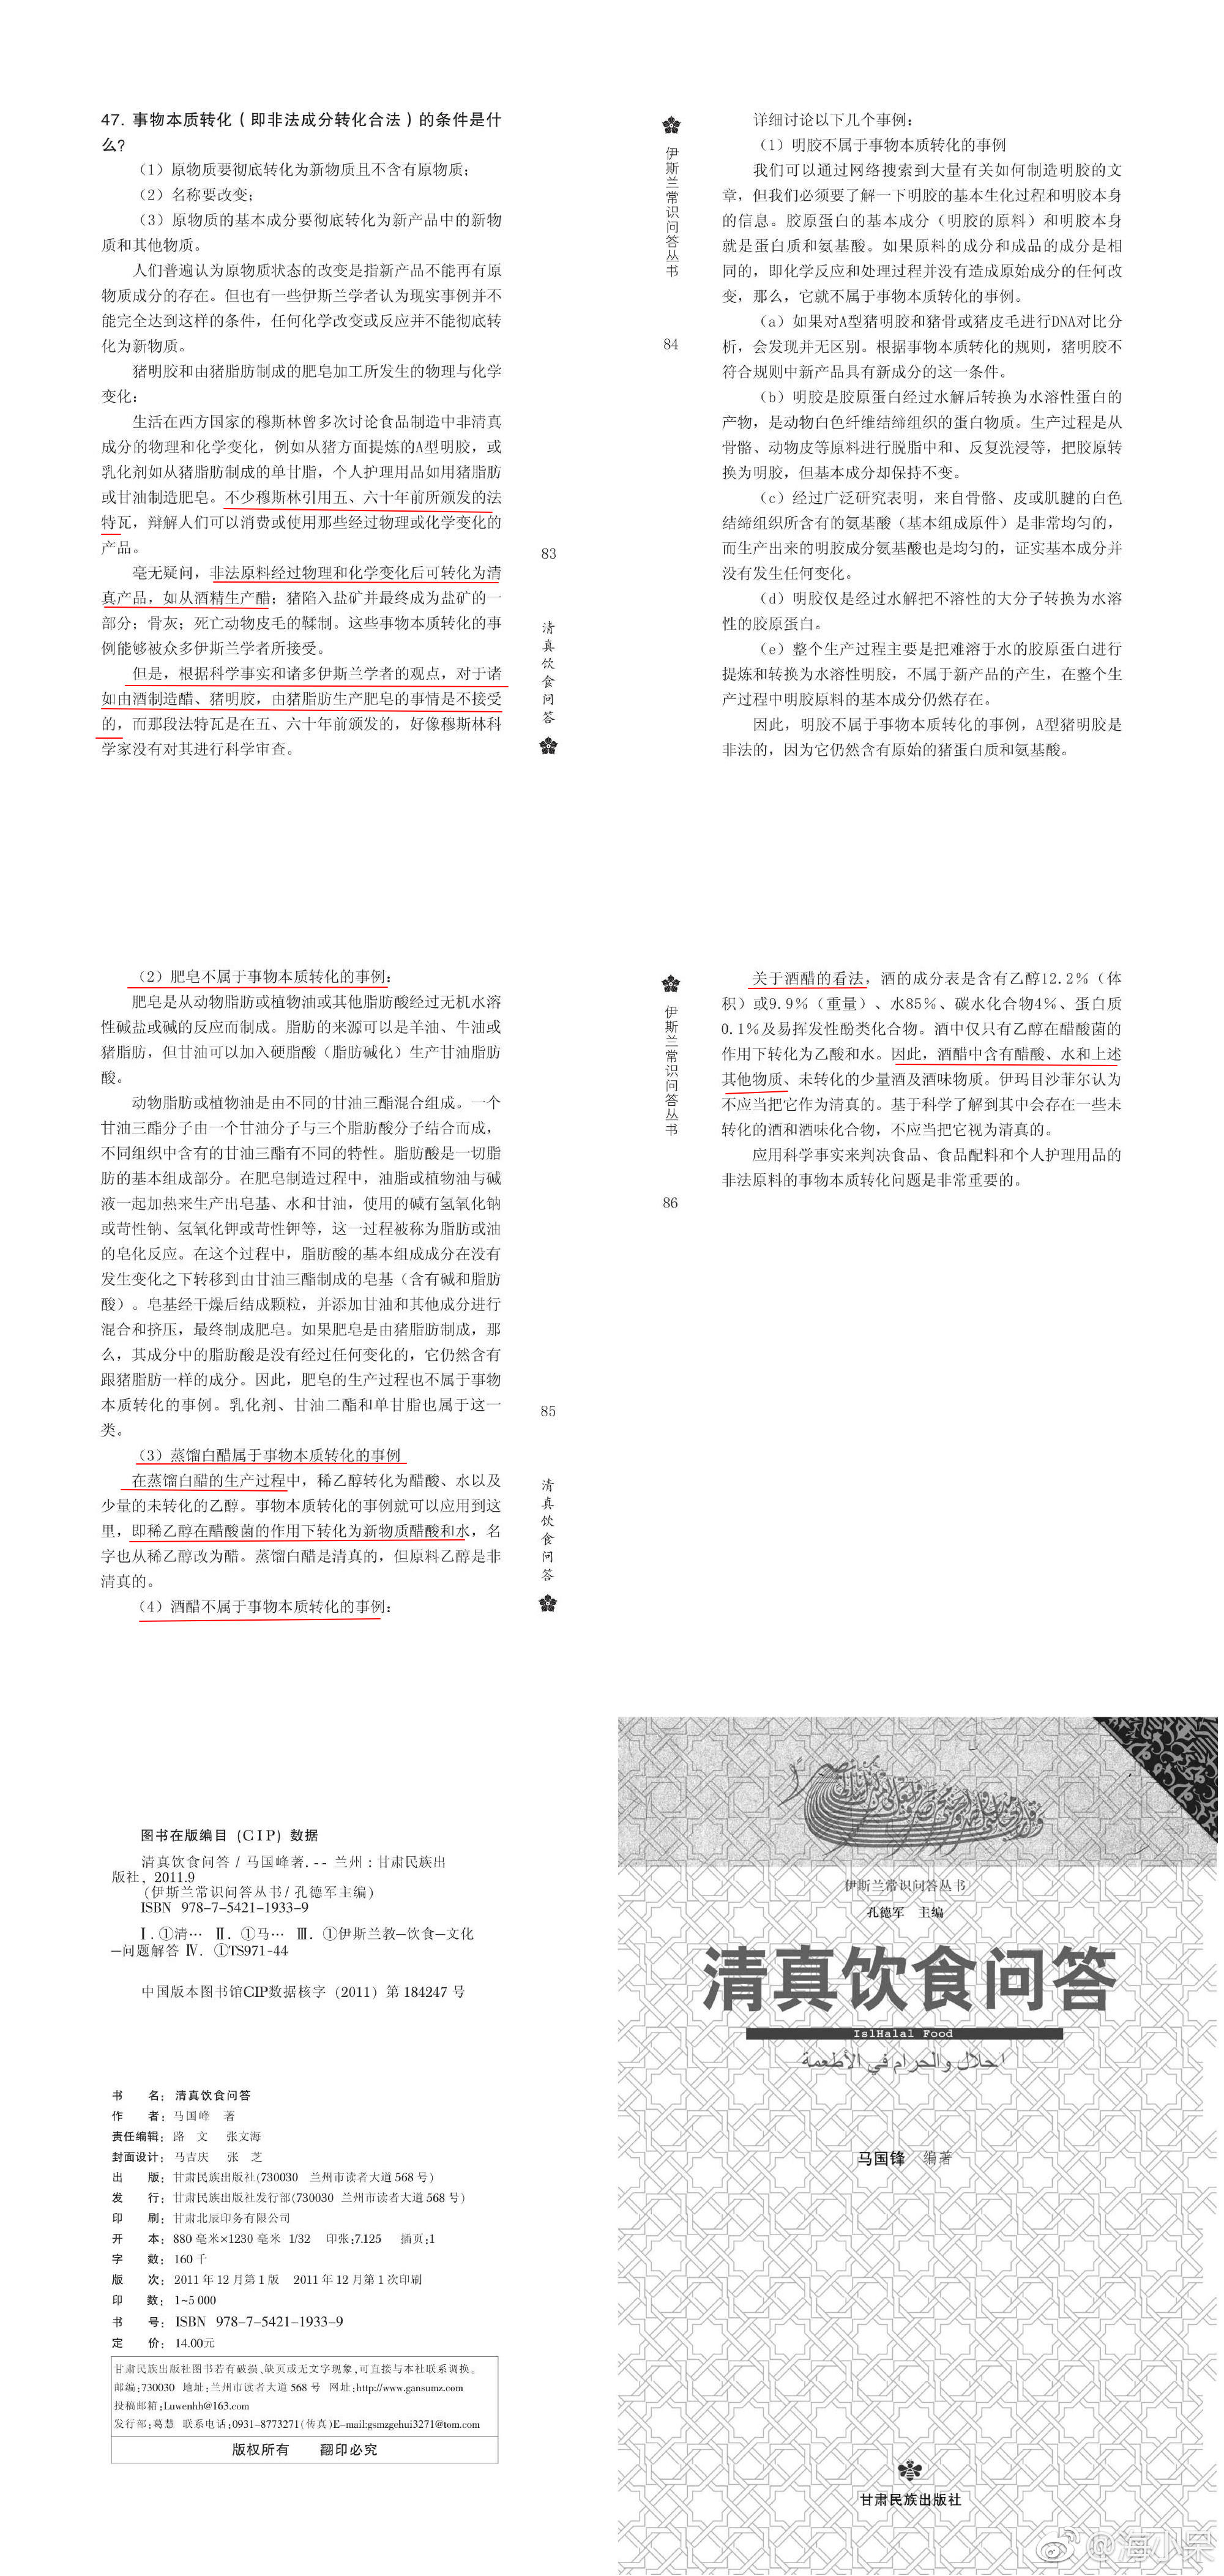 47. 事物本质转化（即非法成分转化合法）的条件是什
么?
（1）原物质要彻底转化为新物质且不含有原物质;
（2）名称要改变;
（3）原物质的基本成分要彻底转化为新产品中的新物
质和其他物质。
人们普遍认为原物质状态的改变是指新产品不能再有原
物质成分的存在。但也有一些伊斯兰学者认为现实事例并不
能完全达到这样的条件，任何化学改变或反应并不能彻底转
化为新物质。
猪明胶和由猪脂肪制成的肥皂加工所发生的物理与化学
变化:
生活在西方国家的穆斯林曾多次讨论食品制造中非清真
成分的物理和化学变化，例如从猪方面提炼的A型明胶，或
乳化剂如从猪脂肪制成的单甘脂，个人护理用品如用猪脂肪
或甘油制造肥皂。不少穆斯林引用五、六十年前所颁发的法
特瓦，辩解人们可以消费或使用那些经过物理或化学变化的
产品。
毫无疑问，非法原料经过物理和化学变化后可转化为清
真产品，如从酒精生产醋; 猪陷入盐矿并最终成为盐矿的一
部分; 骨灰; 死亡动物皮毛的鞣制。这些事物本质转化的事
例能够被众多伊斯兰学者所接受。
但是，根据科学事实和诸多伊斯兰学者的观点，对于诸
如由酒制造醋、猪明胶，由猪脂肪生产肥皂的事情是不接受
的，而那段法特瓦是在五、六十年前颁发的，好像穆斯林科
学家没有对其进行科学审查。
83
清真饮食问答
伊斯兰常识问答丛书
84
详细讨论以下几个事例:
（1）明胶不属于事物本质转化的事例
我们可以通过网络搜索到大量有关如何制造明胶的文
章，但我们必须要了解一下明胶的基本生化过程和明胶本身
的信息。胶原蛋白的基本成分（明胶的原料）和明胶本身
就是蛋白质和氨基酸。如果原料的成分和成品的成分是相
同的，即化学反应和处理过程并没有造成原始成分的任何改
变，那么，它就不属于事物本质转化的事例。
（a）如果对A型猪明胶和猪骨或猪皮毛进行DNA对比分
析，会发现并无区别。根据事物本质转化的规则，猪明胶不
符合规则中新产品具有新成分的这一条件。
（b）明胶是胶原蛋白经过水解后转换为水溶性蛋白的
产物，是动物白色纤维结缔组织的蛋白物质。生产过程是从
骨骼、动物皮等原料进行脱脂中和、反复洗浸等，把胶原转
换为明胶，但基本成分却保持不变。
（c）经过广泛研究表明，来自骨骼、皮或肌腱的白色
结缔组织所含有的氨基酸（基本组成原件）是非常均匀的，
而生产出来的明胶成分氨基酸也是均匀的，证实基本成分并
没有发生任何变化。
（d）明胶仅是经过水解把不溶性的大分子转换为水溶
性的胶原蛋白。
（e）整个生产过程主要是把难溶于水的胶原蛋白进行
提炼和转换为水溶性明胶，不属于新产品的产生，在整个生
产过程中明胶原料的基本成分仍然存在。
因此，明胶不属于事物本质转化的事例，A型猪明胶是
非法的，因为它仍然含有原始的猪蛋白质和氨基酸。
（2）肥皂不属于事物本质转化的事例:
肥皂是从动物脂肪或植物油或其他脂肪酸经过无机水溶
性碱盐或碱的反应而制成。脂肪的来源可以是羊油、牛油或
猪脂肪，但甘油可以加入硬脂酸（脂肪碱化）生产甘油脂肪
酸。
动物脂肪或植物油是由不同的甘油三酯混合组成。一个
甘油三酯分子由一个甘油分子与三个脂肪酸分子结合而成，
不同组织中含有的甘油三酯有不同的特性。脂肪酸是一切脂
肪的基本组成部分。在肥皂制造过程中，油脂或植物油与碱
液一起加热来生产出皂基、水和甘油，使用的碱有氢氧化钠
或苛性钠、氢氧化钾或苛性钾等，这一过程被称为脂肪或油
的皂化反应。在这个过程中，脂肪酸的基本组成成分在没有
发生变化之下转移到由甘油三酯制成的皂基（含有碱和脂肪
酸）。皂基经干燥后结成颗粒，并添加甘油和其他成分进行
混合和挤压，最终制成肥皂。如果肥皂是由猪脂肪制成，那
么，其成分中的脂肪酸是没有经过任何变化的，它仍然含有
跟猪脂肪一样的成分。因此，肥皂的生产过程也不属于事物
本质转化的事例。乳化剂、甘油二酯和单甘脂也属于这一
类。
（3）蒸馏白醋属于事物本质转化的事例
在蒸馏白醋的生产过程中，稀乙醇转化为醋酸、水以及
少量的未转化的乙醇。事物本质转化的事例就可以应用到这
里，即稀乙醇在醋酸菌的作用下转化为新物质醋酸和水，名
字也从稀乙醇改为醋。蒸馏白醋是清真的，但原料乙醇是非
清真的。
（4）酒醋不属于事物本质转化的事例:
85
清真饮食问答
伊斯兰常识问答丛书
86
关于酒醋的看法，酒的成分表是含有乙醇12.2%（体
积）或9.9%（重量）、水85%、碳水化合物4%、蛋白质
0.1%及易挥发性酚类化合物。酒中仅只有乙醇在醋酸菌的
作用下转化为乙酸和水。因此，酒醋中含有醋酸、水和上述
其他物质、未转化的少量酒及酒味物质。伊玛目沙菲尔认为
不应当把它作为清真的。基于科学了解到其中会存在一些未
转化的酒和酒味化合物，不应当把它视为清真的。
应用科学事实来判决食品、食品配料和个人护理用品的
非法原料的事物本质转化问题是非常重要的。
图书在版编目 (CIP) 数据
清真饮食问答 / 马国峰著. -- 兰州 : 甘肃民族出
版社, 2011.9
(伊斯兰常识问答丛书/ 孔德军主编)
ISBN 978-7-5421-1933-9
Ⅰ.①清… Ⅱ.①马… Ⅲ.①伊斯兰教—饮食—文化
—问题解答 Ⅳ.①TS971-44
中国版本图书馆CIP数据核字 (2011) 第 184247 号
书 名: 清真饮食问答
作 者: 马国峰 著
责任编辑: 路 文 张文海
封面设计: 马吉庆 张 芝
出 版: 甘肃民族出版社(730030 兰州市读者大道 568 号)
发 行: 甘肃民族出版社发行部(730030 兰州市读者大道 568 号)
印 刷: 甘肃北辰印务有限公司
开 本: 880 毫米×1230 毫米 1/32 印张:7.125 插页:1
字 数: 160 千
版 次: 2011 年 12 月第 1 版 2011 年 12 月第 1 次印刷
印 数: 1~5 000
书 号: ISBN 978-7-5421-1933-9
定 价: 14.00元
甘肃民族出版社图书若有破损、缺页或无文字现象,可直接与本社联系调换。
邮编:730030 地址:兰州市读者大道 568 号 网址:http://www.gansumz.com
投稿邮箱:Luwenhh@163.com
发行部:葛慧 联系电话:0931-8773271(传真)E-mail:gsmzgehui3271@tom.com
版权所有 翻印必究
伊斯兰常识问答丛书
孔德军 主编
清真饮食问答
IslHalal Food
احلال والحرام في الأطعمة
马国锋 编著
甘肃民族出版社
@海小呆